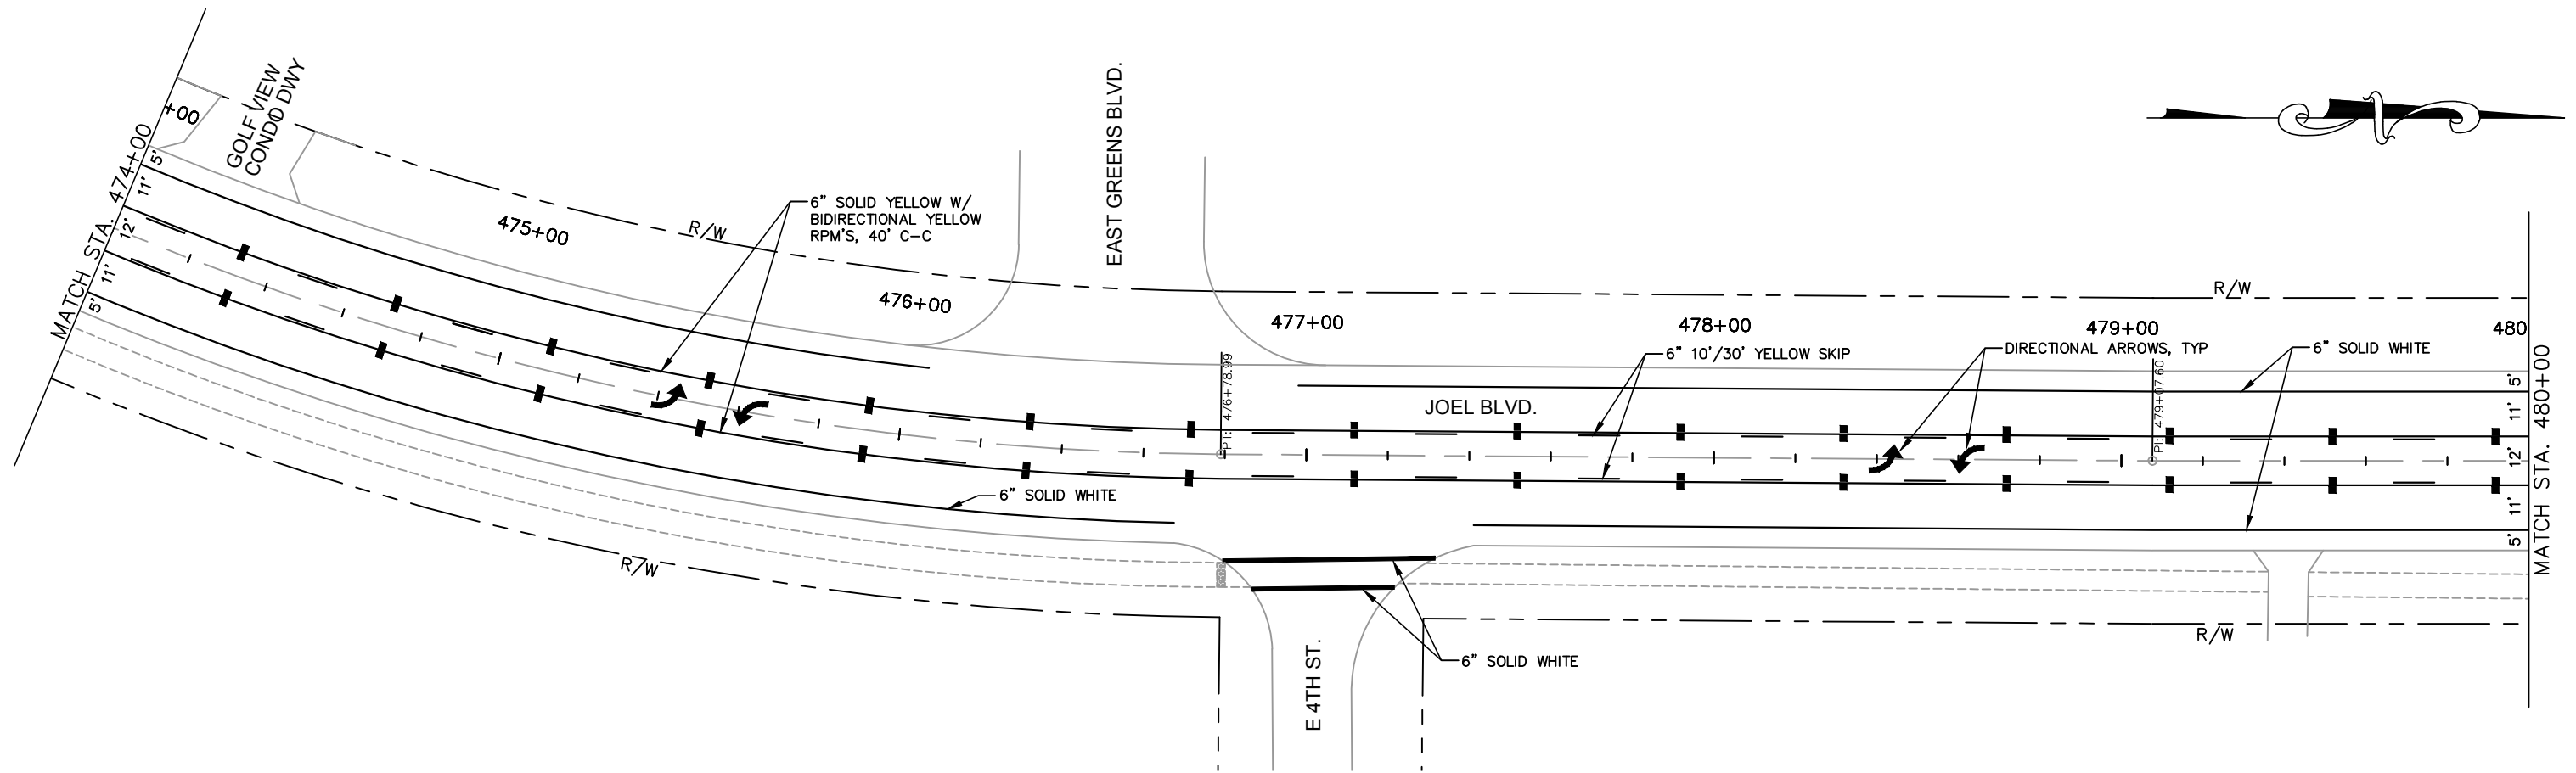 MATCH STA. 474+00
+00
GOLF VIEW
CONDO DWY
5'
11'
12'
11'
5'
475+00
R/W
6" SOLID YELLOW W/
BIDIRECTIONAL YELLOW
RPM'S, 40' C-C
476+00
EAST GREENS BLVD.
477+00
478+00
479+00
480
R/W
PT: 476+78.99
6" 10'/30' YELLOW SKIP
JOEL BLVD.
DIRECTIONAL ARROWS, TYP
PI: 479+07.60
6" SOLID WHITE
5'
11'
12'
11'
5'
MATCH STA. 480+00
6" SOLID WHITE
R/W
E 4TH ST.
6" SOLID WHITE
R/W
N